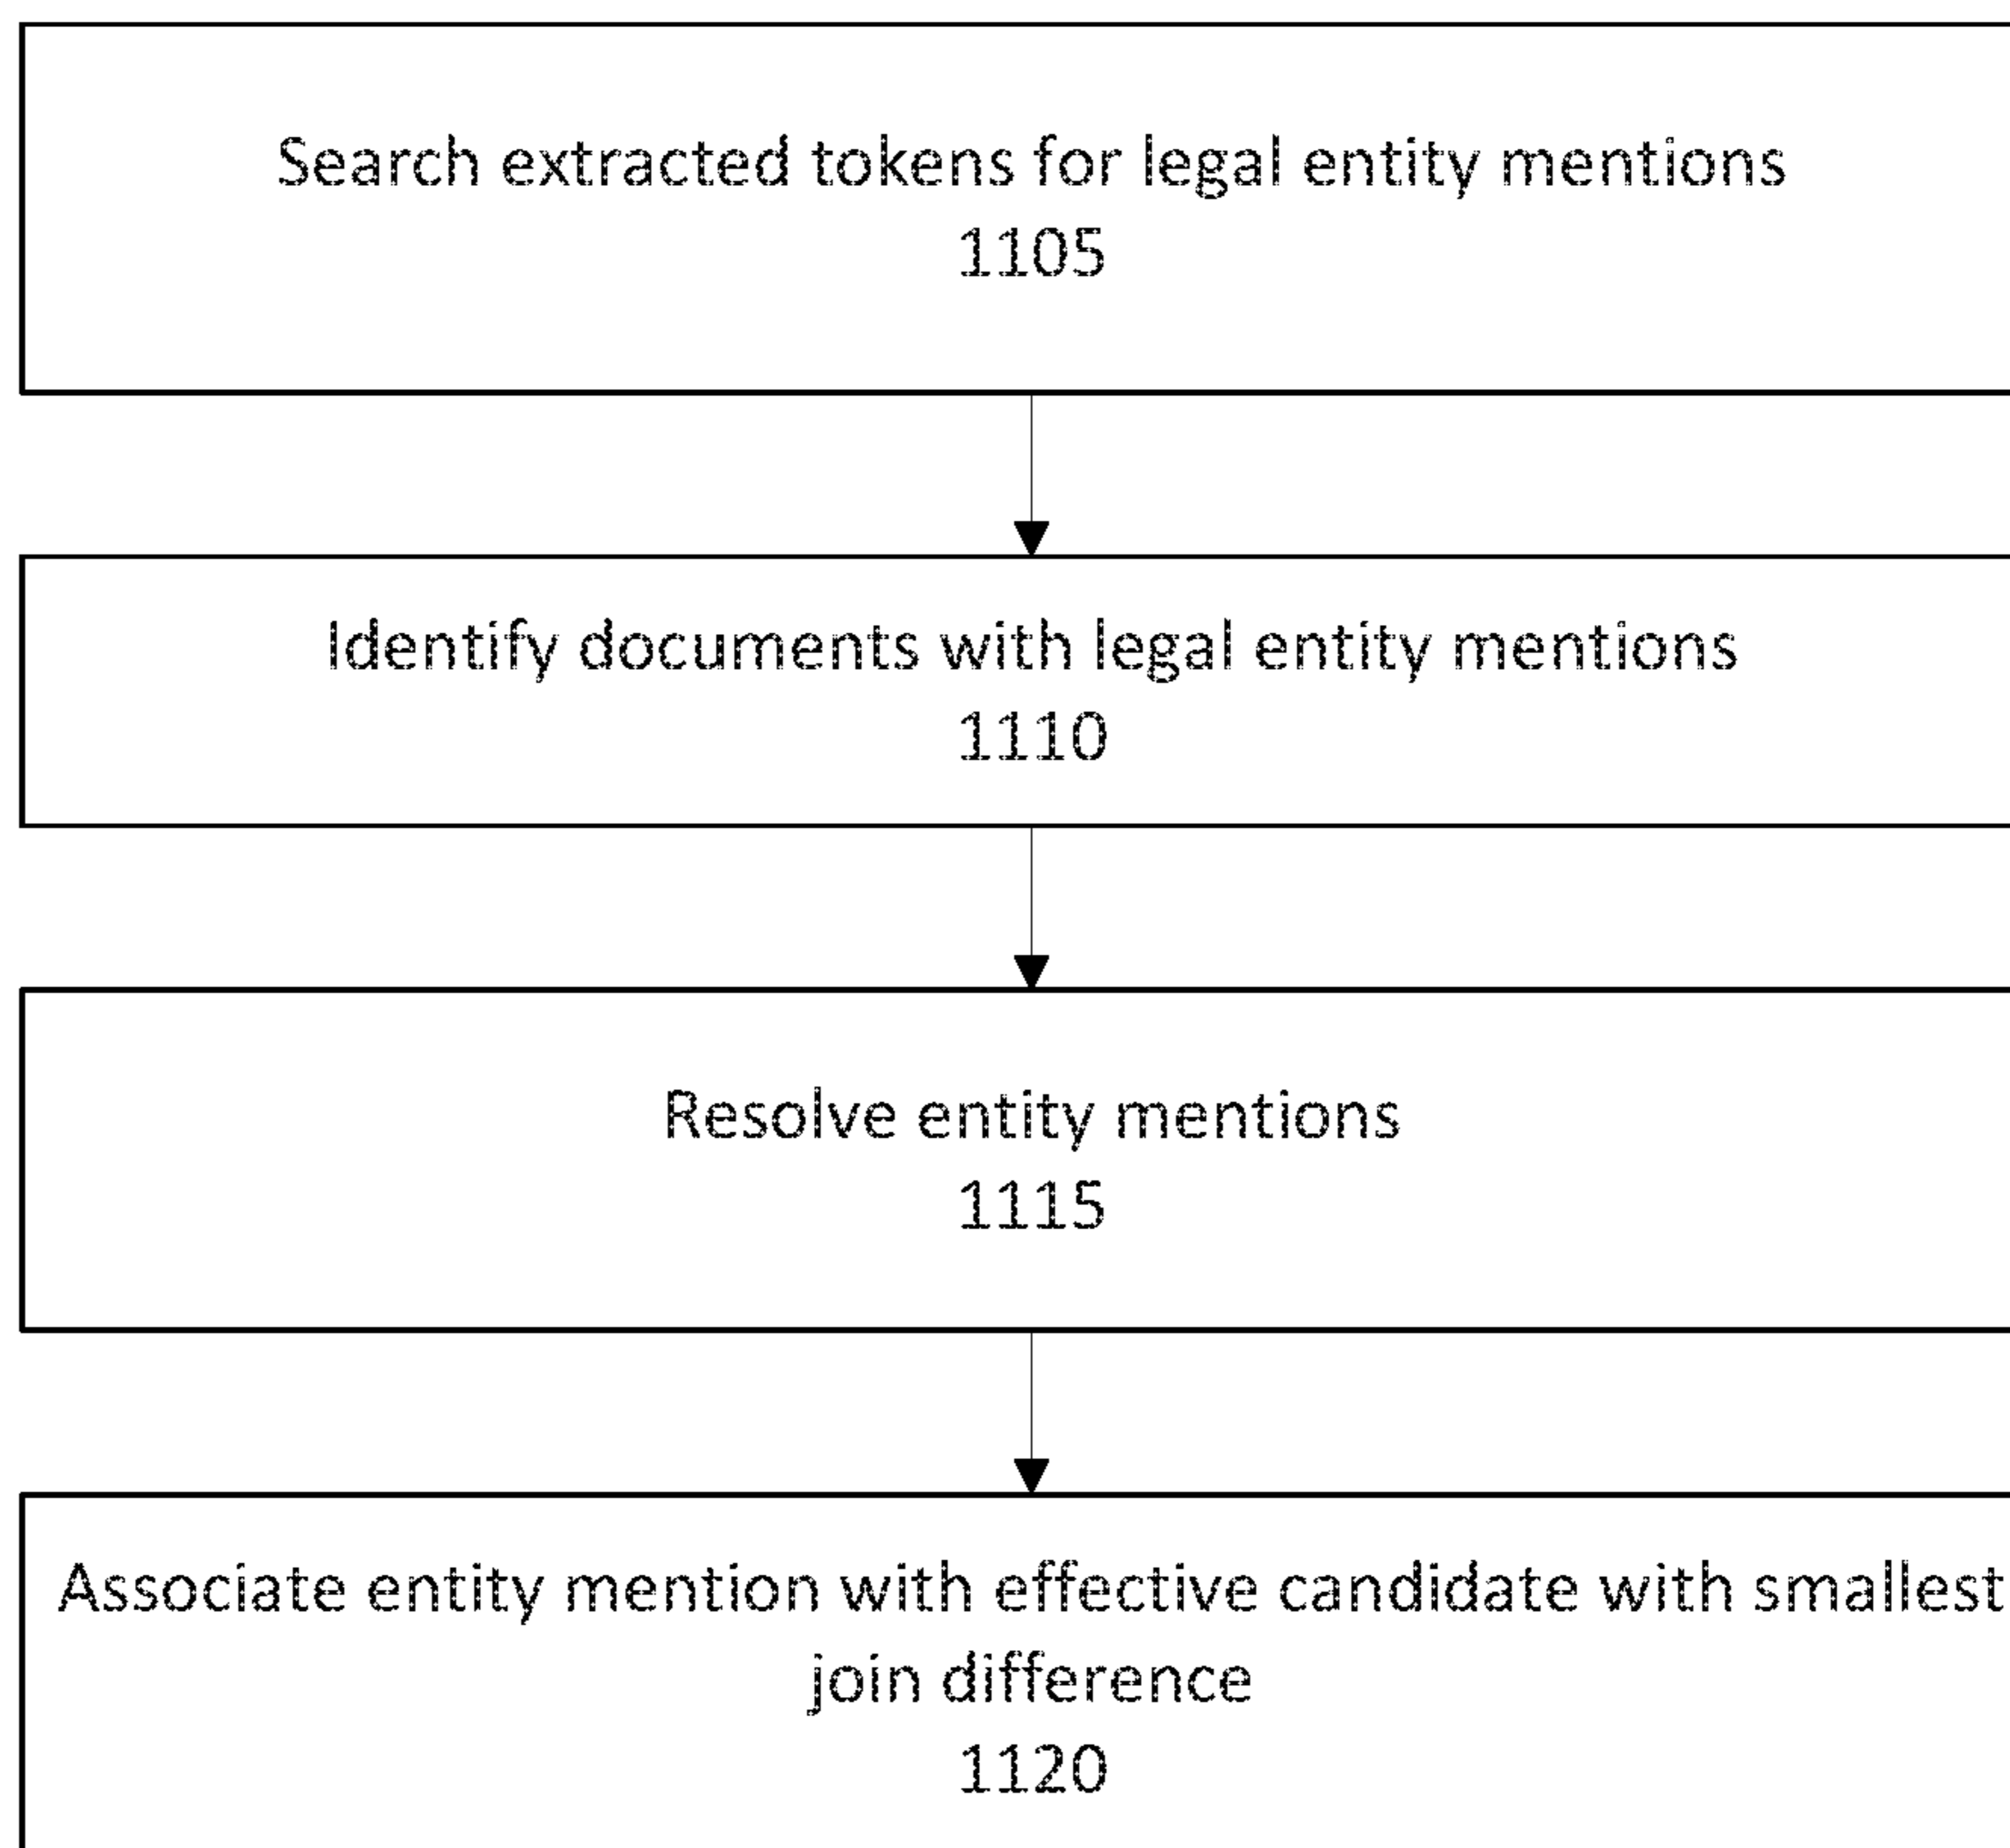 Search extracted tokens for legal entity mentions
1105
Identify documents with legal entity mentions
1110
Resolve entity mentions
1115
Associate entity mention with effective candidate with smallest
join difference
1120